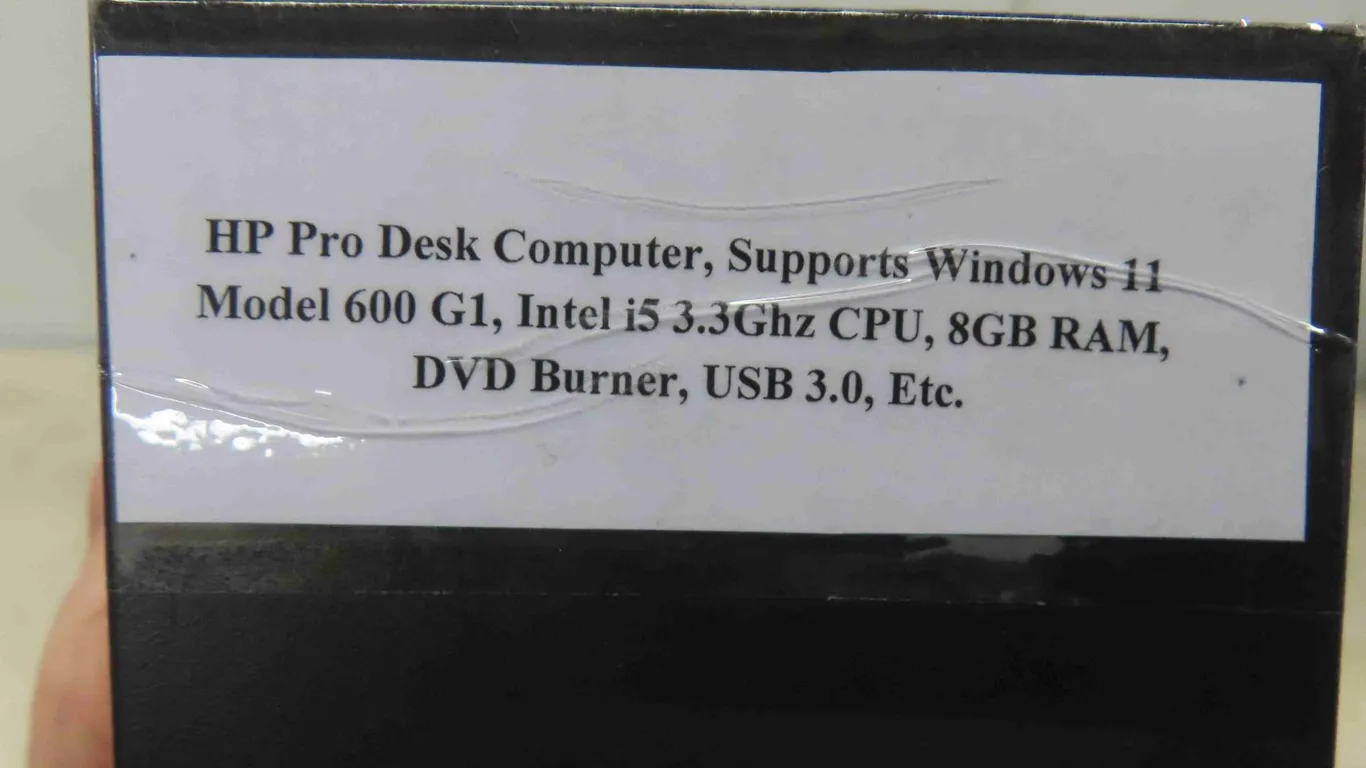 HP Pro Desk Computer, Supports Windows 11
Model 600 G1, Intel i5 3.3Ghz CPU, 8GB RAM,
DVD Burner, USB 3.0, Etc.